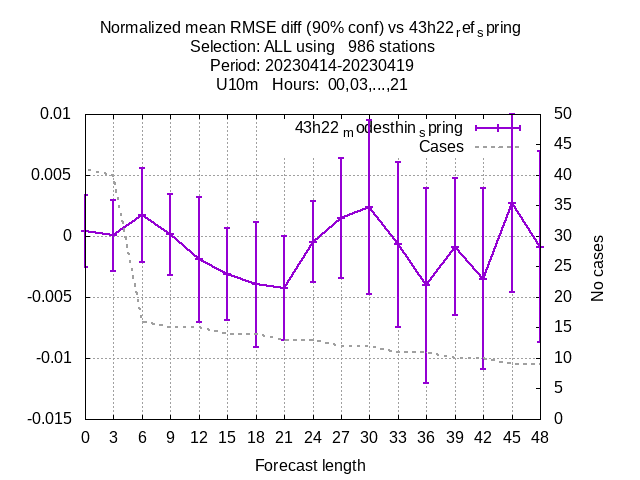 Normalized mean RMSE diff (90% conf) vs 43h22refspring
Selection: ALL using 986 stations
Period: 20230414-20230419
U10m Hours: 00,03,...,21
43h22modesthinspring
Cases
0.01
0.005
0
-0.005
-0.01
-0.015
50
45
40
35
30
25
20
15
10
5
0
No cases
0 3 6 9 12 15 18 21 24 27 30 33 36 39 42 45 48
Forecast length